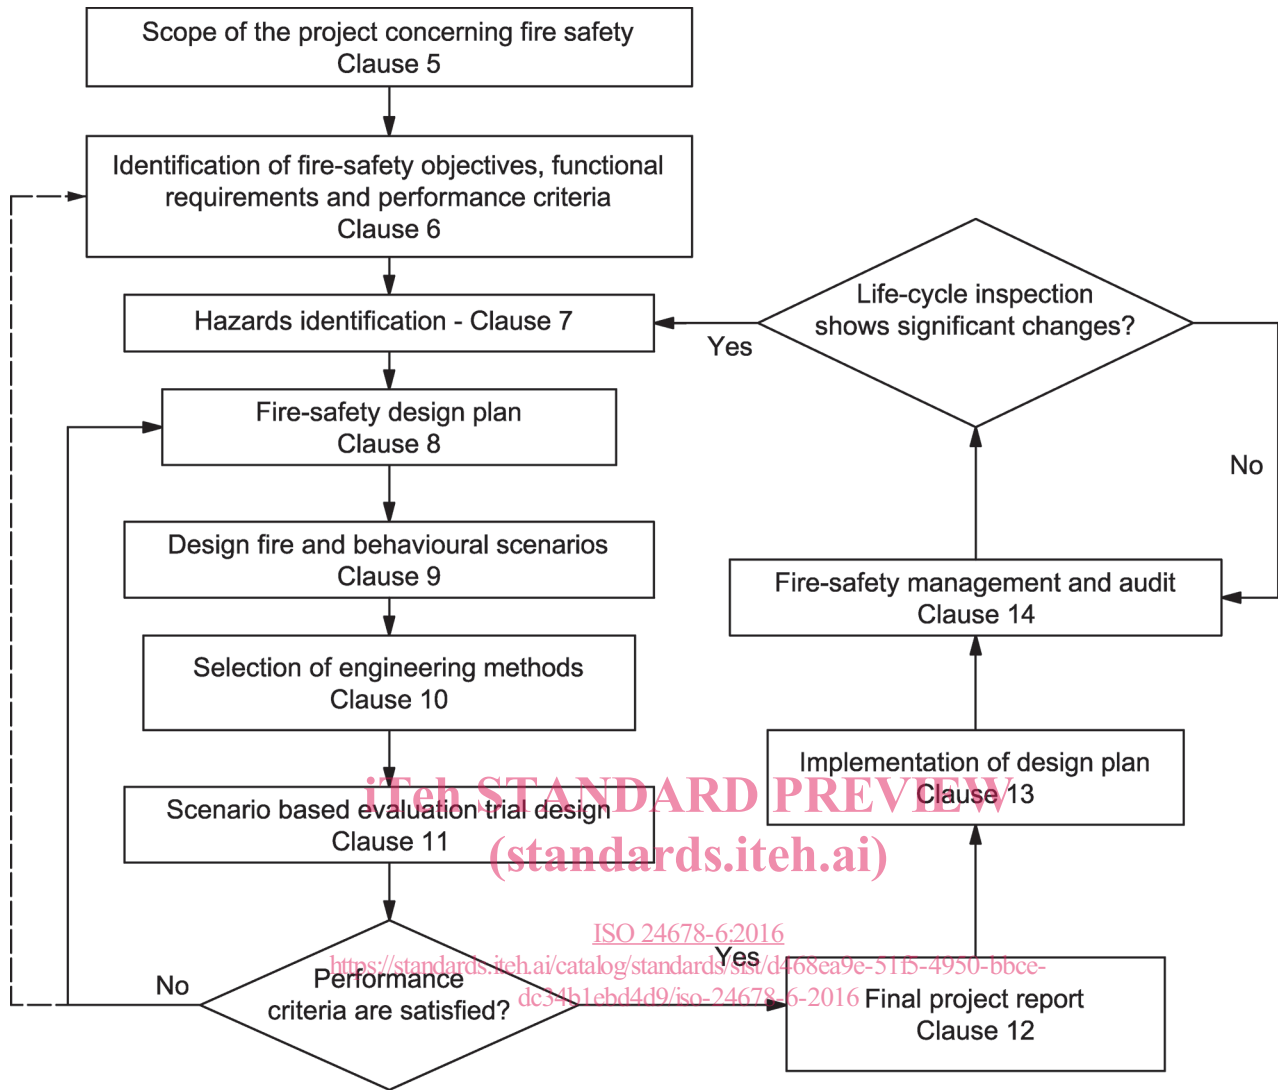 Scope of the project concerning fire safety
Clause 5
Identification of fire-safety objectives, functional
requirements and performance criteria
Clause 6
Hazards identification - Clause 7
Life-cycle inspection
shows significant changes?
Yes
No
Fire-safety design plan
Clause 8
Design fire and behavioural scenarios
Clause 9
Fire-safety management and audit
Clause 14
Selection of engineering methods
Clause 10
Implementation of design plan
Clause 13
iTeh STANDARD PREVIEW
(standards.iteh.ai)
Scenario based evaluation trial design
Clause 11
ISO 24678-6:2016
https://standards.iteh.ai/catalog/standards/sist/d468ea9e-51f5-4950-bbce-
dc34b1ebd4d9/iso-24678-6-2016
Performance
criteria are satisfied?
No
Yes
Final project report
Clause 12